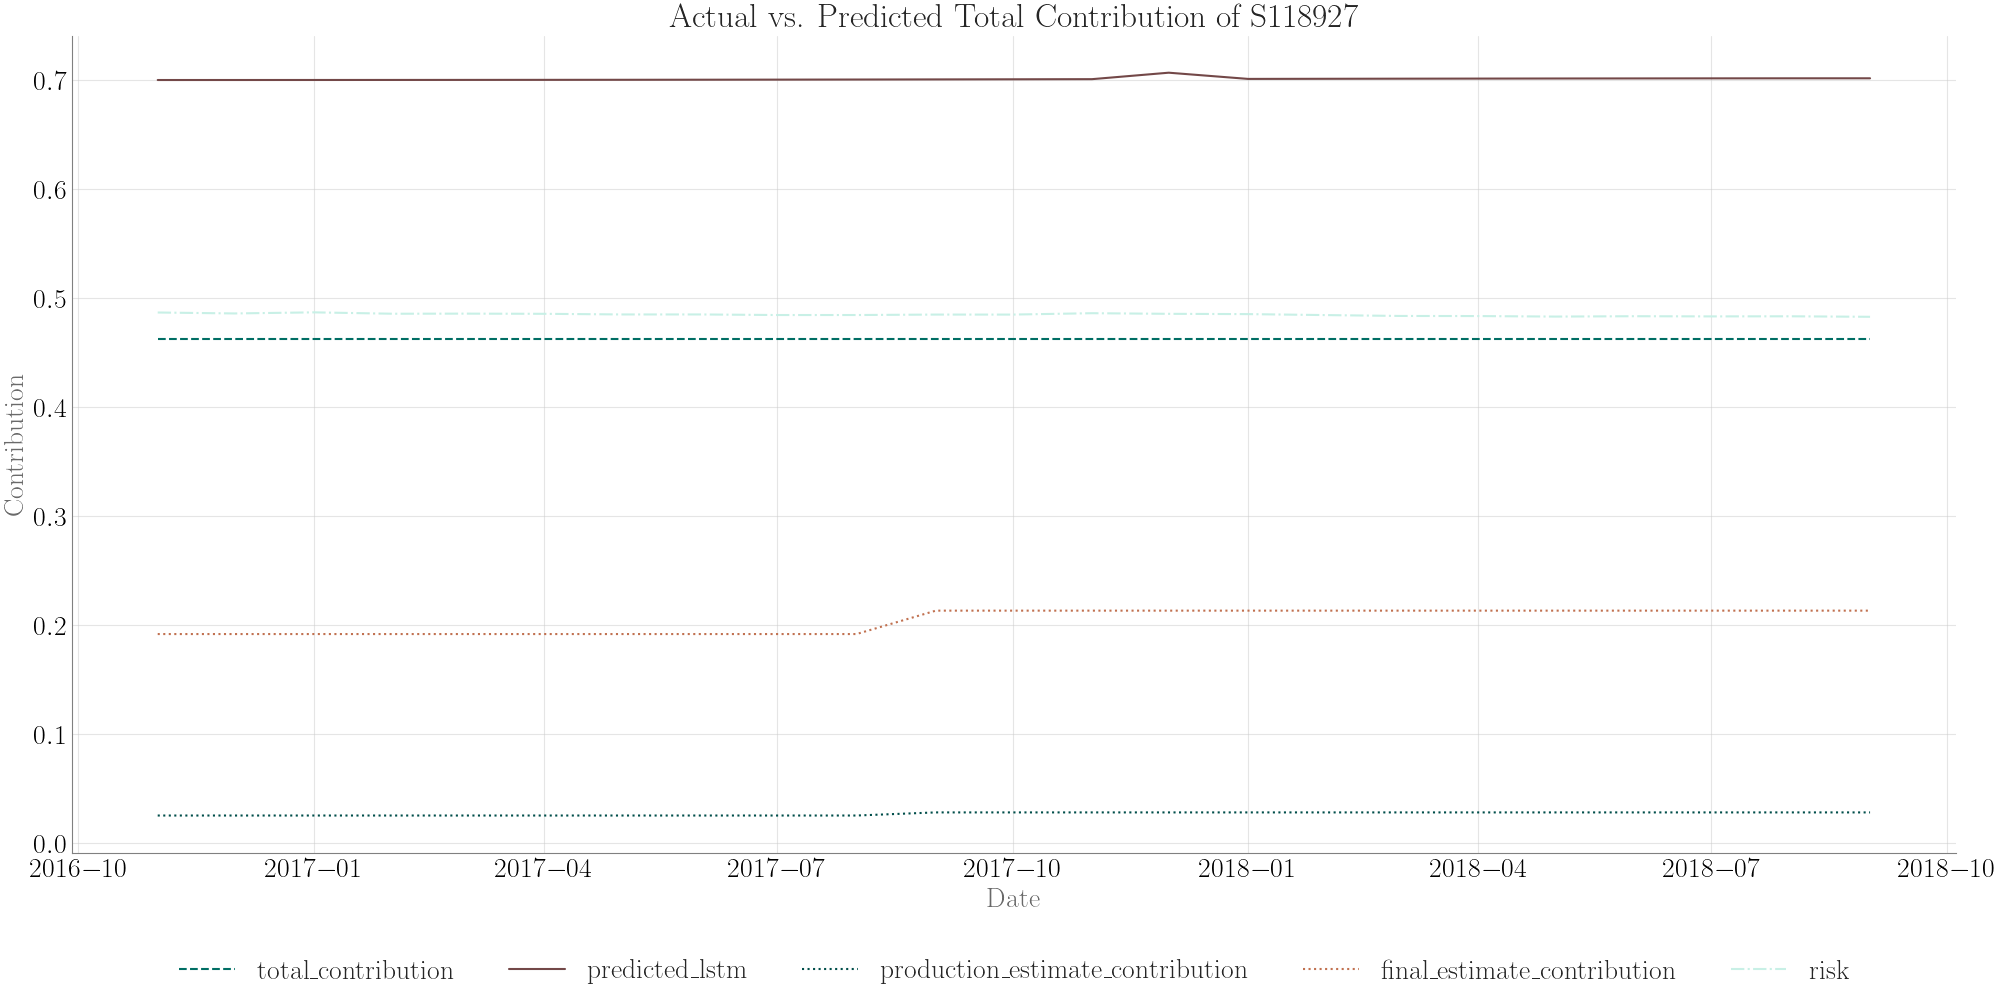 Actual vs. Predicted Total Contribution of S118927
0.7
0.6
0.5
0.4
0.3
0.2
0.1
0.0
Contribution
2016–10 2017–01 2017–04 2017–07 2017–10 2018–01 2018–04 2018–07 2018–10
Date
total_contribution predicted_lstm production_estimate_contribution final_estimate_contribution risk